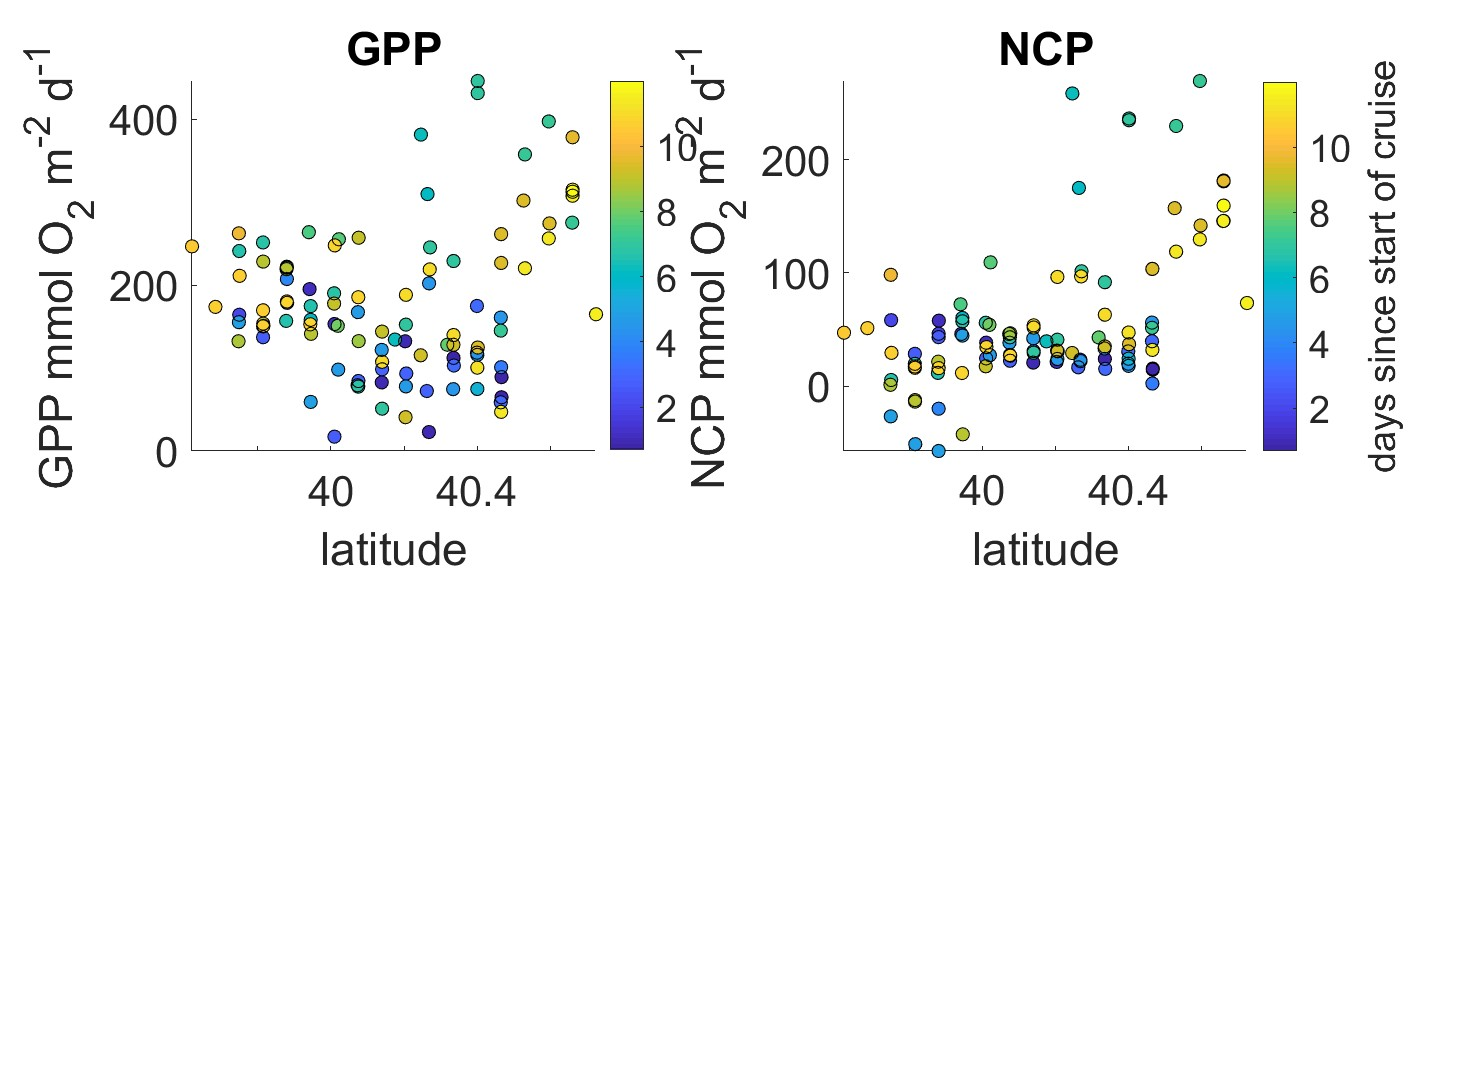 GPP
GPP mmol O2 m-2 d-1
400
200
0
40
40.4
latitude
10
8
6
4
2
NCP
NCP mmol O2 m-2 d-1
200
100
0
40
40.4
latitude
10
8
6
4
2
days since start of cruise